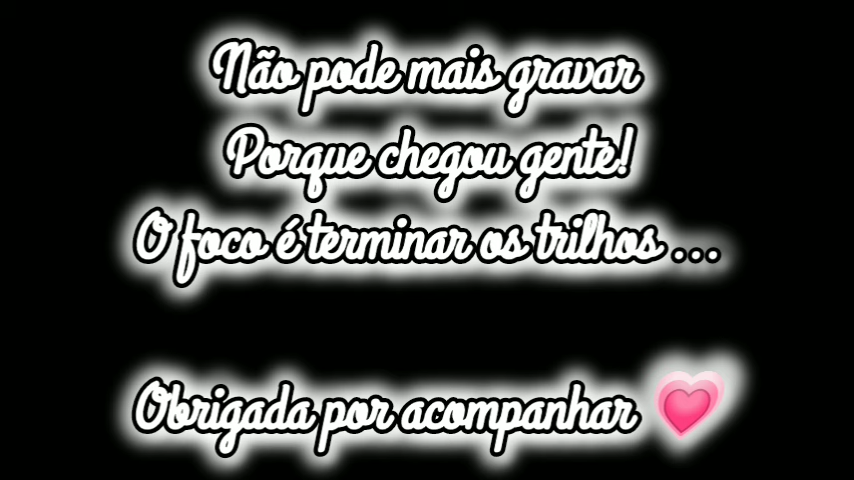 Não pode mais gravar
Porque chegou gente!
O foco é terminar os trilhos ...
Obrigada por acompanhar 💗